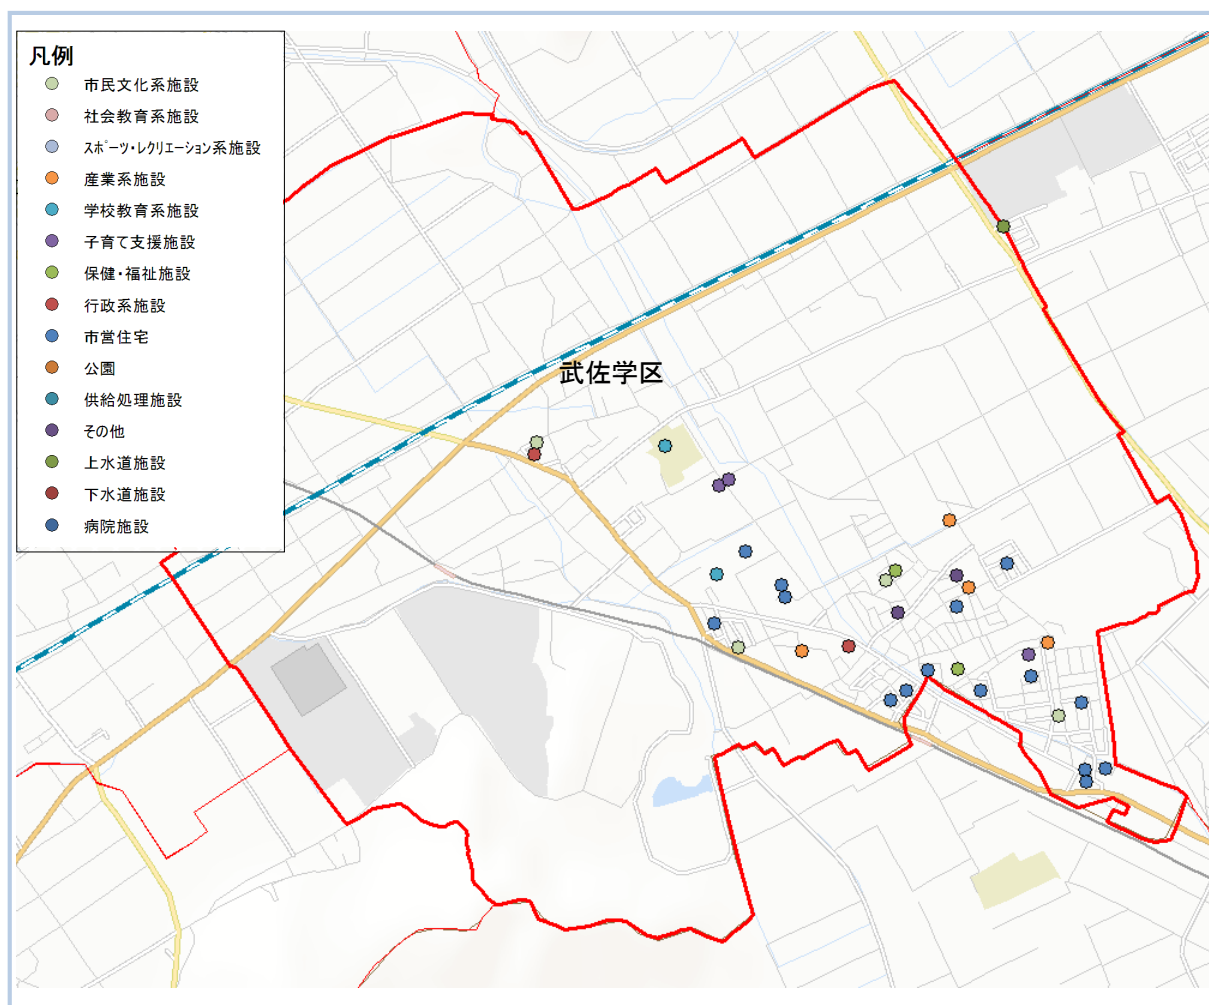 凡例
市民文化系施設
社会教育系施設
ｽﾎﾟｰﾂ・ﾚｸﾘｴｰｼｮﾝ系施設
産業系施設
学校教育系施設
子育て支援施設
保健・福祉施設
行政系施設
市営住宅
公園
供給処理施設
その他
上水道施設
下水道施設
病院施設
武佐学区